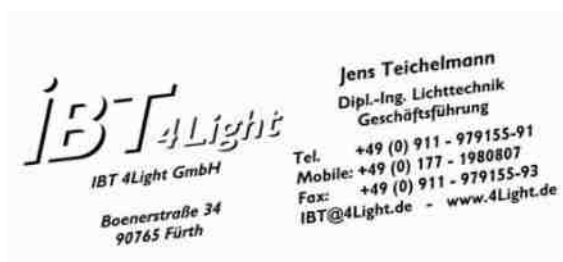 iBT 4Light
IBT 4Light GmbH
Boenerstraße 34
90765 Fürth
Jens Teichelmann
Dipl.-Ing. Lichttechnik
Geschäftsführung
Tel. +49 (0) 911 - 979155-91
Mobile: +49 (0) 177 - 1980807
Fax: +49 (0) 911 - 979155-93
IBT@4Light.de - www.4Light.de